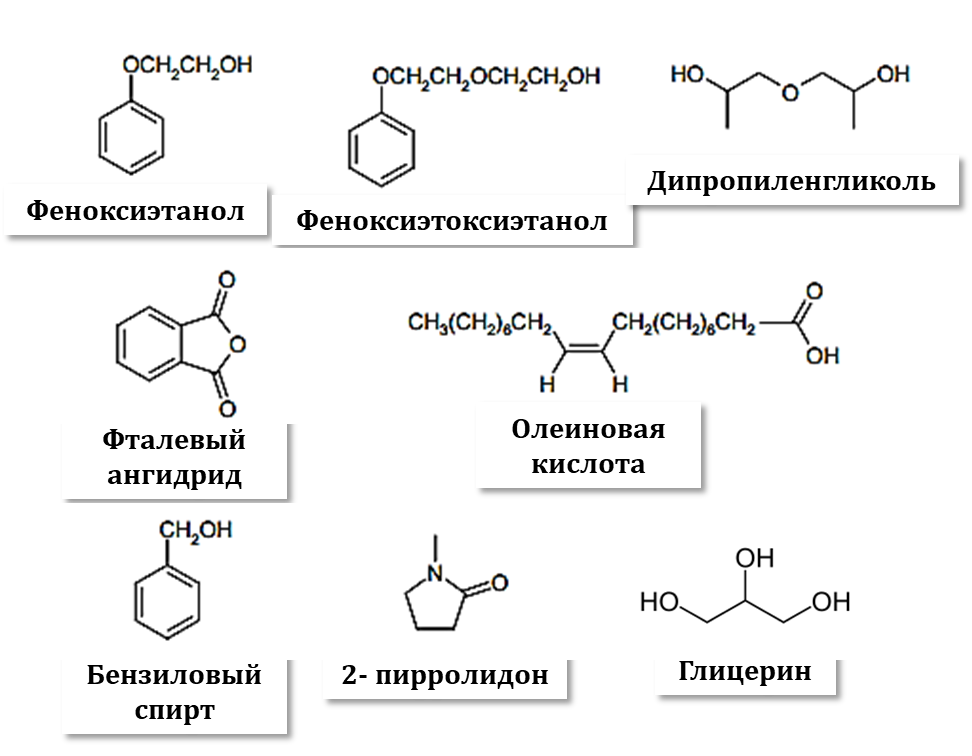 OCH₂CH₂OH
Феноксиэтанол
OCH₂CH₂OCH₂CH₂OH
Феноксиэтоксиэтанол
HO O OH
Дипропиленгликоль
O
O
O
Фталевый
ангидрид
CH₃(CH₂)₆CH₂ CH₂(CH₂)₆CH₂ O
OH
H H
Олеиновая
кислота
CH₂OH
Бензиловый
спирт
N O
2- пирролидон
OH
HO OH
Глицерин